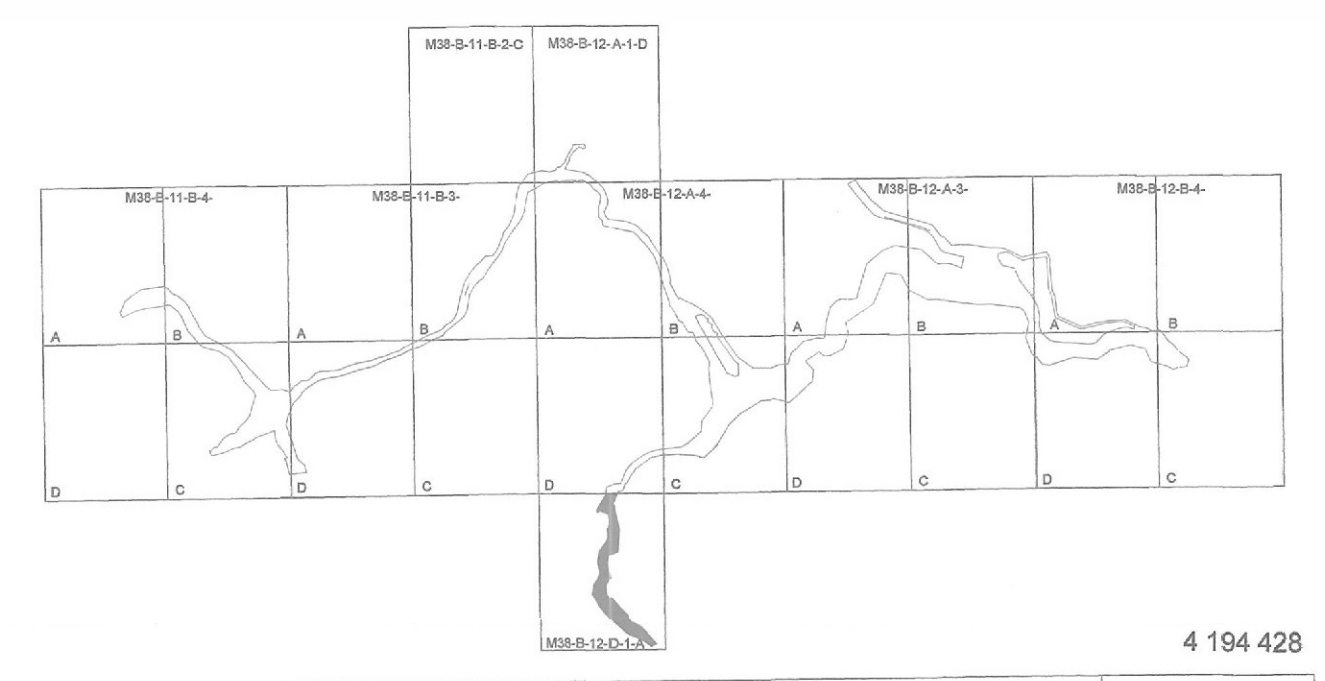 M38-B-11-B-2-C M38-B-12-A-1-D
M38-B-11-B-4- M38-B-11-B-3- M38-B-12-A-4- M38-B-12-A-3- M38-B-12-B-4-
A B A B A B A B A B
D C D C D C D C D C
M38-B-12-D-1-A
4 194 428